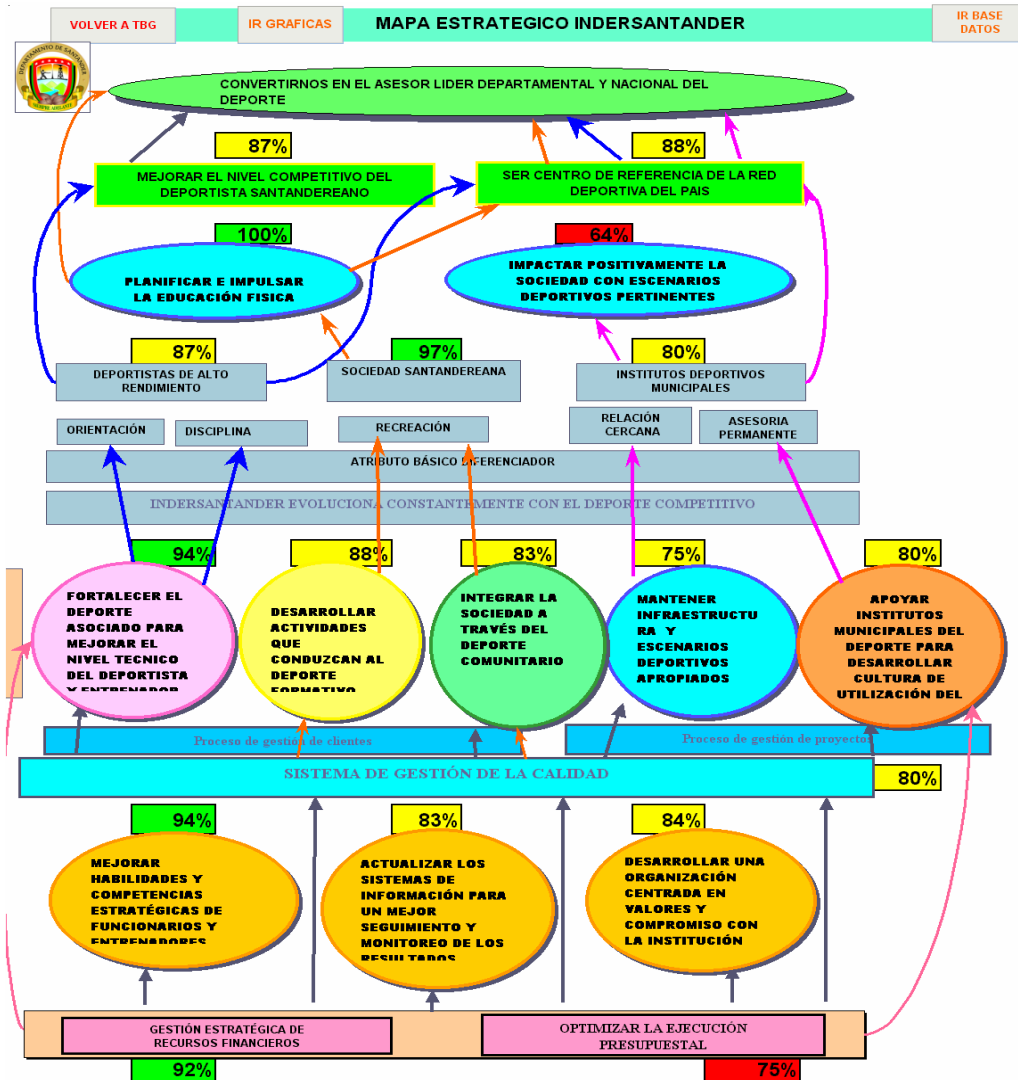 VOLVER A TBG
IR GRAFICAS
MAPA ESTRATEGICO INDERSANTANDER
IR BASE
DATOS
DEPARTAMENTO DE SANTANDER
SIEMPRE ADELANTE
CONVERTIRNOS EN EL ASESOR LIDER DEPARTAMENTAL Y NACIONAL DEL
DEPORTE
87%
88%
MEJORAR EL NIVEL COMPETITIVO DEL
DEPORTISTA SANTANDEREANO
SER CENTRO DE REFERENCIA DE LA RED
DEPORTIVA DEL PAIS
100%
64%
PLANIFICAR E IMPULSAR
LA EDUCACIÓN FISICA
IMPACTAR POSITIVAMENTE LA
SOCIEDAD CON ESCENARIOS
DEPORTIVOS PERTINENTES
87%
97%
80%
DEPORTISTAS DE ALTO
RENDIMIENTO
SOCIEDAD SANTANDEREANA
INSTITUTOS DEPORTIVOS
MUNICIPALES
ORIENTACIÓN
DISCIPLINA
RECREACIÓN
RELACIÓN
CERCANA
ASESORIA
PERMANENTE
ATRIBUTO BÁSICO DIFERENCIADOR
INDERSANTANDER EVOLUCIONA CONSTANTEMENTE CON EL DEPORTE COMPETITIVO
94%
88%
83%
75%
80%
FORTALECER EL
DEPORTE
ASOCIADO PARA
MEJORAR EL
NIVEL TECNICO
DEL DEPORTISTA
Y ENTRENADOR
DESARROLLAR
ACTIVIDADES
QUE
CONDUZCAN AL
DEPORTE
FORMATIVO
INTEGRAR LA
SOCIEDAD A
TRAVÉS DEL
DEPORTE
COMUNITARIO
MANTENER
INFRAESTRUCTU
RA Y
ESCENARIOS
DEPORTIVOS
APROPIADOS
APOYAR
INSTITUTOS
MUNICIPALES DEL
DEPORTE PARA
DESARROLLAR
CULTURA DE
UTILIZACIÓN DEL
Proceso de gestión de clientes
Proceso de gestión de proyectos
SISTEMA DE GESTIÓN DE LA CALIDAD
80%
94%
83%
84%
MEJORAR
HABILIDADES Y
COMPETENCIAS
ESTRATÉGICAS DE
FUNCIONARIOS Y
ENTRENADORES
ACTUALIZAR LOS
SISTEMAS DE
INFORMACIÓN PARA
UN MEJOR
SEGUIMIENTO Y
MONITOREO DE LOS
RESULTADOS
DESARROLLAR UNA
ORGANIZACIÓN
CENTRADA EN
VALORES Y
COMPROMISO CON
LA INSTITUCIÓN
GESTIÓN ESTRATÉGICA DE
RECURSOS FINANCIEROS
OPTIMIZAR LA EJECUCIÓN
PRESUPUESTAL
92%
75%